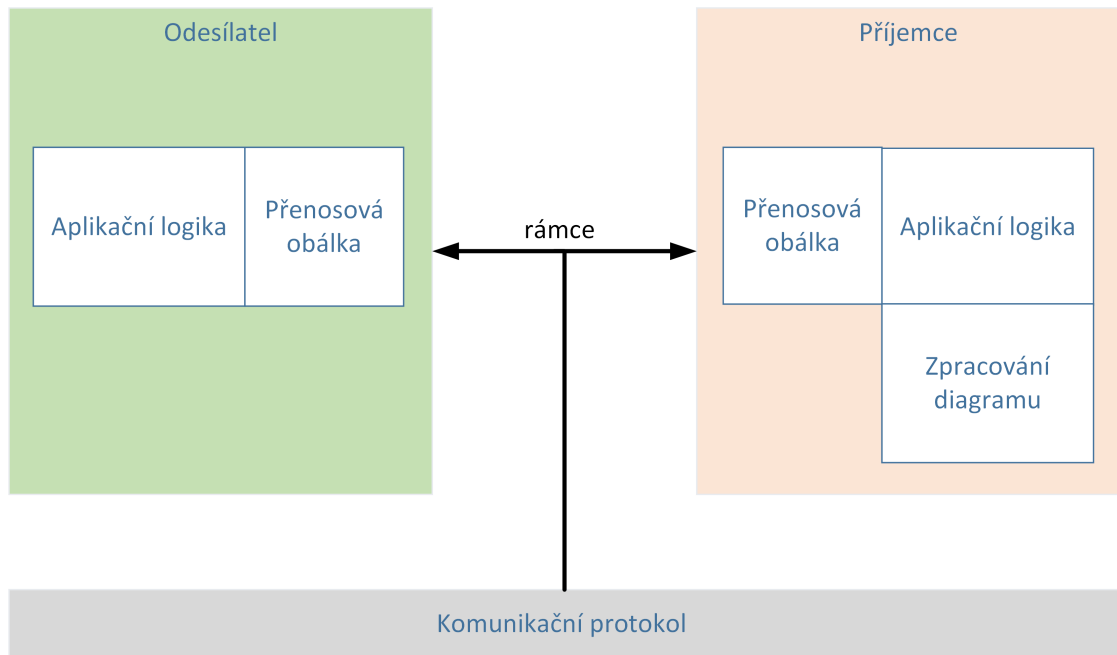 Odesílatel
Aplikační logika
Přenosová
obálka
rámce
Příjemce
Přenosová
obálka
Aplikační logika
Zpracování
diagramu
Komunikační protokol